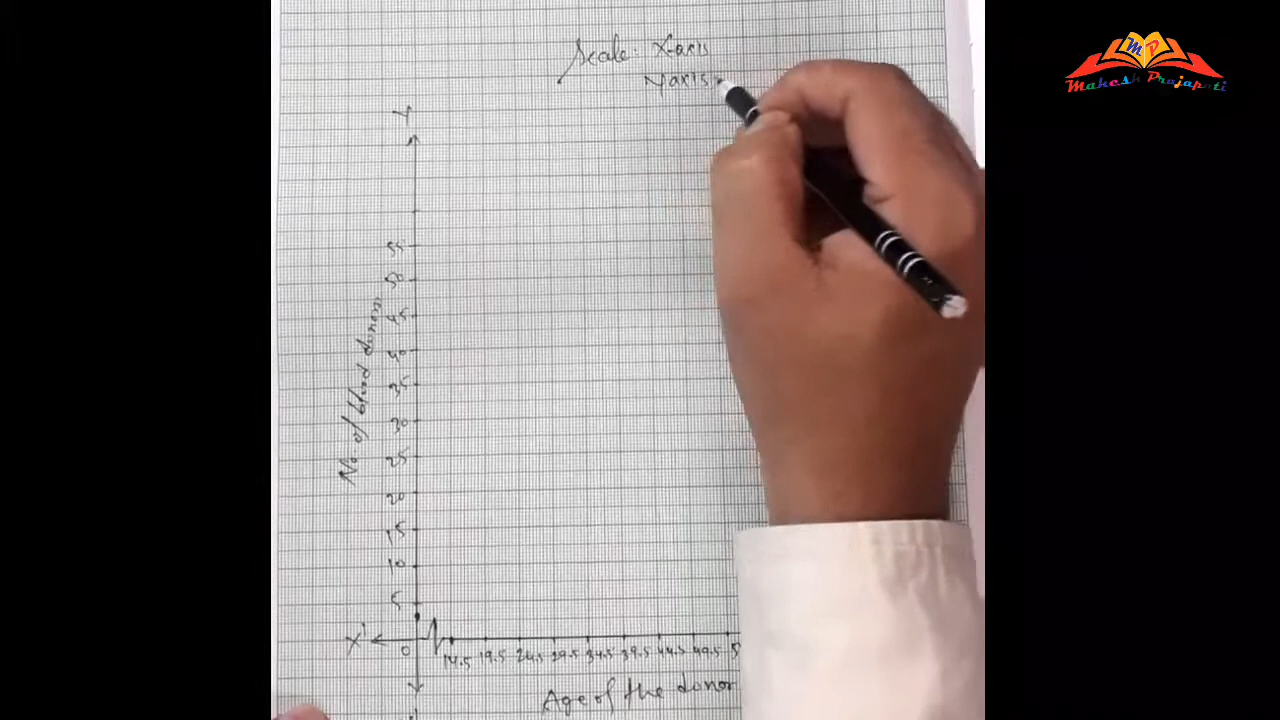 Scale: X-axis
Y axis
MP
Mahesh Prajapati
Y
55
50
45
40
35
30
25
20
15
10
5
No. of blood donors
X'
0
14.5 19.5 24.5 29.5 34.5 39.5 44.5 49.5 5
Age of the donor